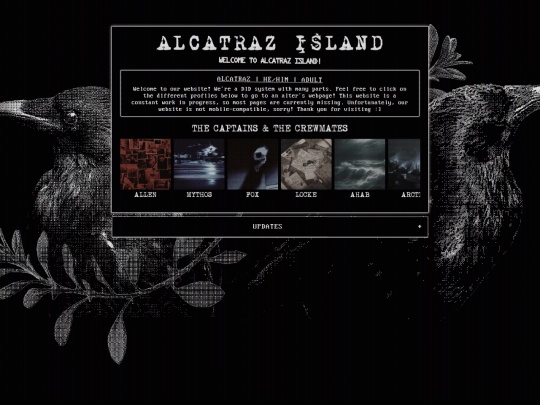 ALCATRAZ ISLAND
WELCOME TO ALCATRAZ ISLAND!
ALCATRAZ | HE/HIM | ADULT
Welcome to our website! We're a DID system with many parts. Feel free to click on
the different profiles below to go to an alter's webpage! This website is a
constant work in progress, so most pages are currently missing. Unfortunately, our
website is not mobile-compatible, sorry! Thank you for visiting :]
THE CAPTAINS & THE CREWMATES
ALLEN MYTHOS FOX LOCKE AHAB ARCTI
UPDATES +